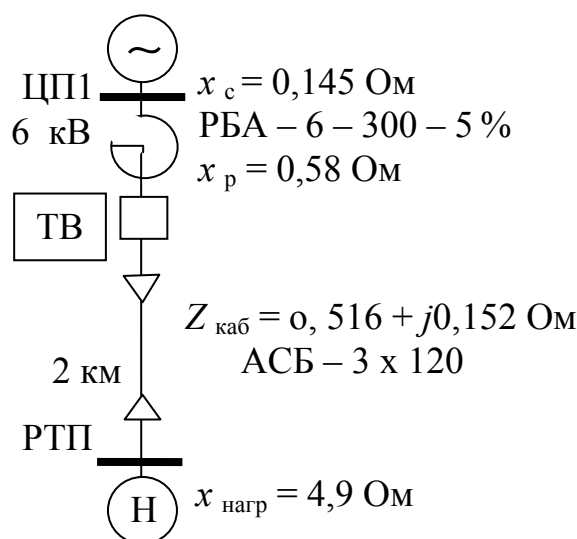 ~
ЦП1
x с = 0,145 Ом
6 кВ
РБА – 6 – 300 – 5 %
x р = 0,58 Ом
ТВ
Z каб = о, 516 + j0,152 Ом
АСБ – 3 х 120
2 км
РТП
Н
x нагр = 4,9 Ом